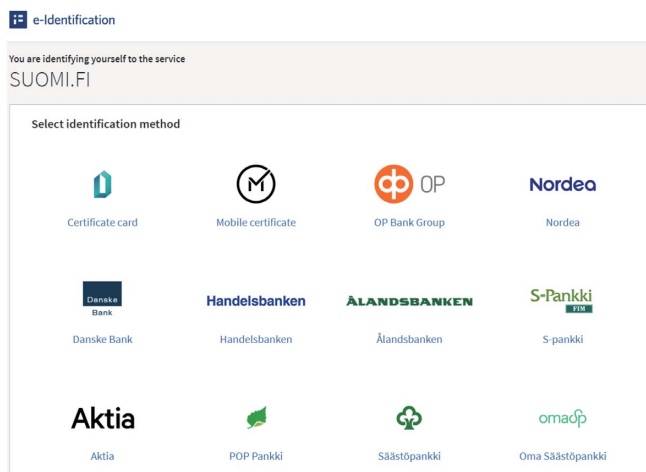 e-Identification
You are identifying yourself to the service
SUOMI.FI
Select identification method
OP
Nordea
Certificate card
Mobile certificate
OP Bank Group
Nordea
Danske
Bank
Handelsbanken
ÅLANDSBANKEN
S-Pankki
FIM
Danske Bank
Handelsbanken
Ålandsbanken
S-pankki
Aktia
omasp
Aktia
POP Pankki
Säästöpankki
Oma Säästöpankki